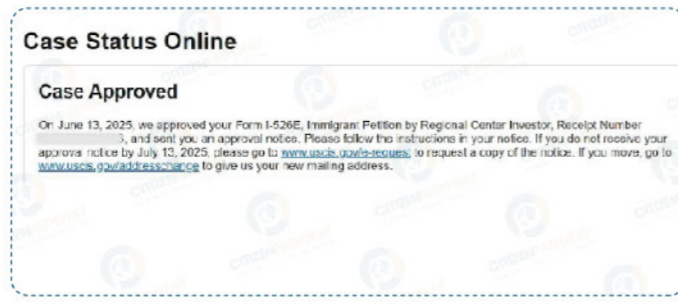 Case Status Online
Case Approved
On June 13, 2025, we approved your Form I-526E, Immigrant Petition by Regional Center Investor, Receipt Number
, and sent you an approval notice. Please follow the instructions in your notice. If you do not receive your
approval notice by July 13, 2025, please go to www.uscis.gov/e-request to request a copy of the notice. If you move, go to
www.uscis.gov/addresschange to give us your new mailing address.